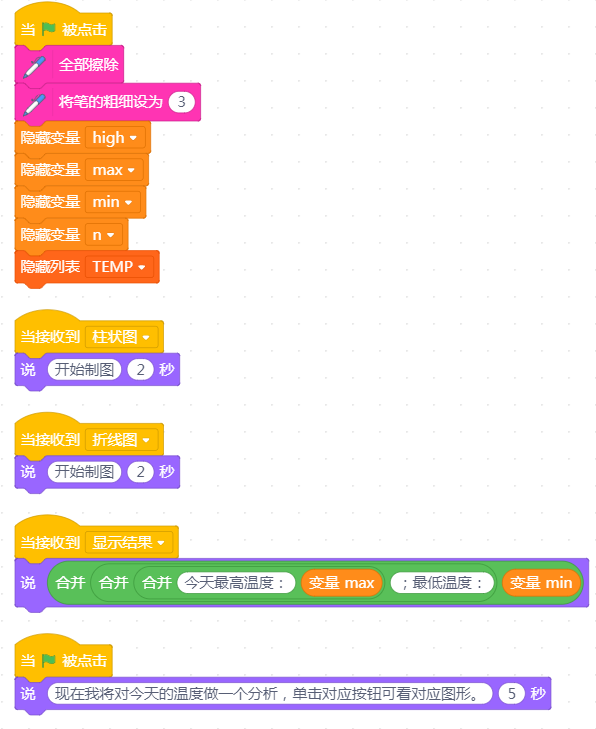 当 被点击
全部擦除
将笔的粗细设为 3
隐藏变量 high
隐藏变量 max
隐藏变量 min
隐藏变量 n
隐藏列表 TEMP
当接收到 柱状图
说 开始制图 2 秒
当接收到 折线图
说 开始制图 2 秒
当接收到 显示结果
说 合并 合并 合并 今天最高温度： 变量 max ；最低温度： 变量 min
当 被点击
说 现在我将对今天的温度做一个分析，单击对应按钮可看对应图形。 5 秒